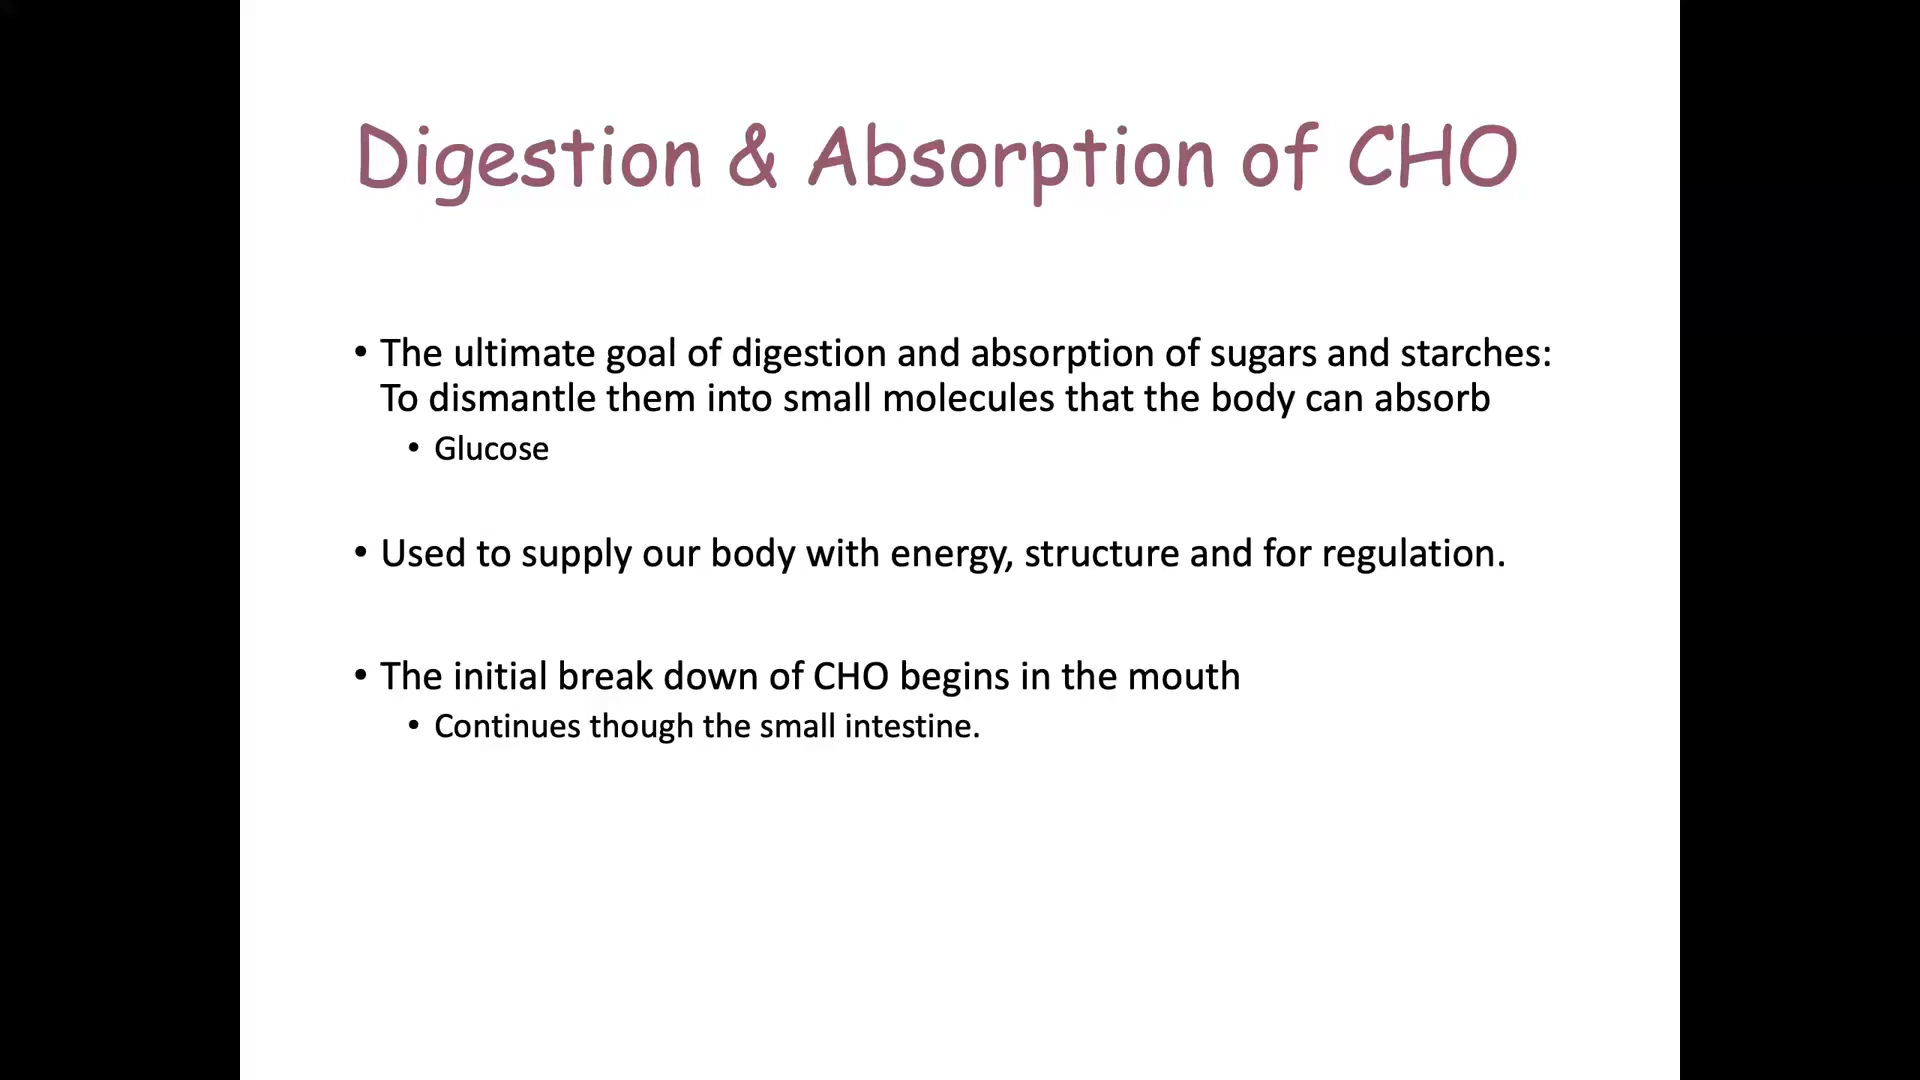 Digestion & Absorption of CHO
• The ultimate goal of digestion and absorption of sugars and starches:
To dismantle them into small molecules that the body can absorb
• Glucose
• Used to supply our body with energy, structure and for regulation.
• The initial break down of CHO begins in the mouth
• Continues though the small intestine.